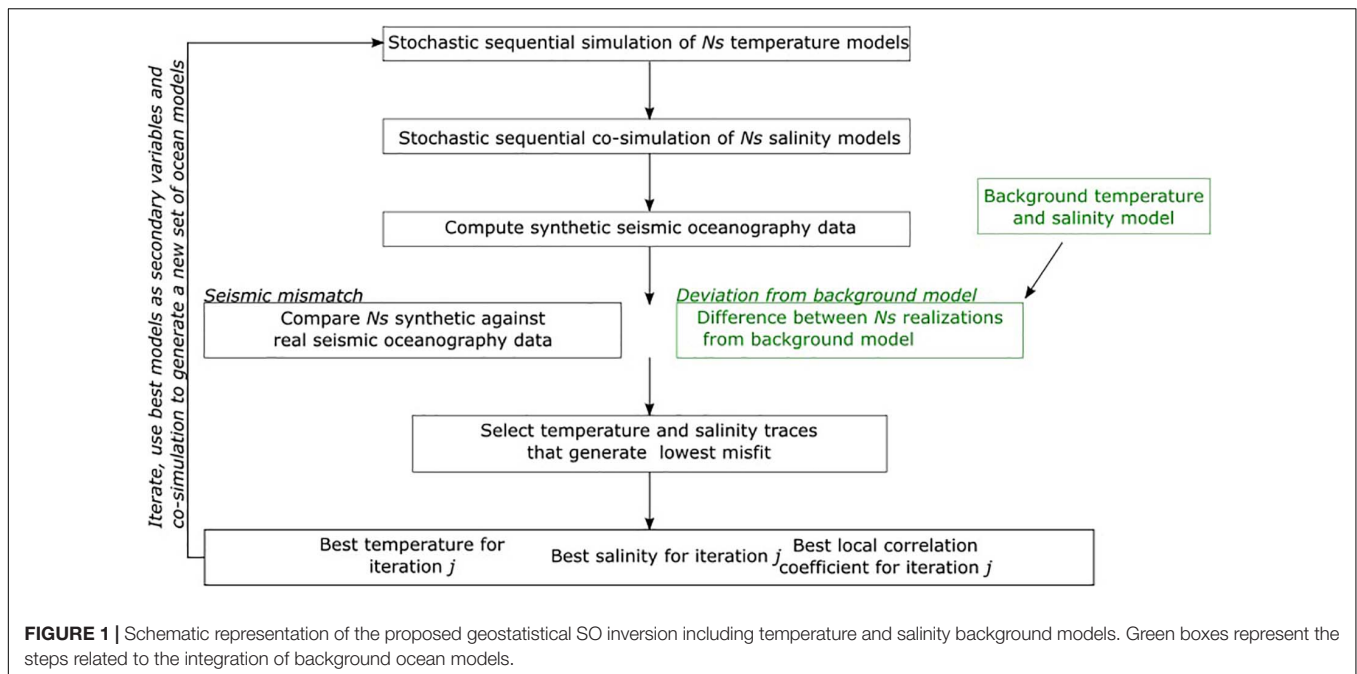 Stochastic sequential simulation of Ns temperature models
Iterate, use best models as secondary variables and
co-simulation to generate a new set of ocean models
Stochastic sequential co-simulation of Ns salinity models
Background temperature
and salinity model
Compute synthetic seismic oceanography data
Seismic mismatch
Compare Ns synthetic against
real seismic oceanography data
Deviation from background model
Difference between Ns realizations
from background model
Select temperature and salinity traces
that generate lowest misfit
Best temperature for
iteration j
Best salinity for iteration j
Best local correlation
coefficient for iteration j
FIGURE 1 | Schematic representation of the proposed geostatistical SO inversion including temperature and salinity background models. Green boxes represent the
steps related to the integration of background ocean models.